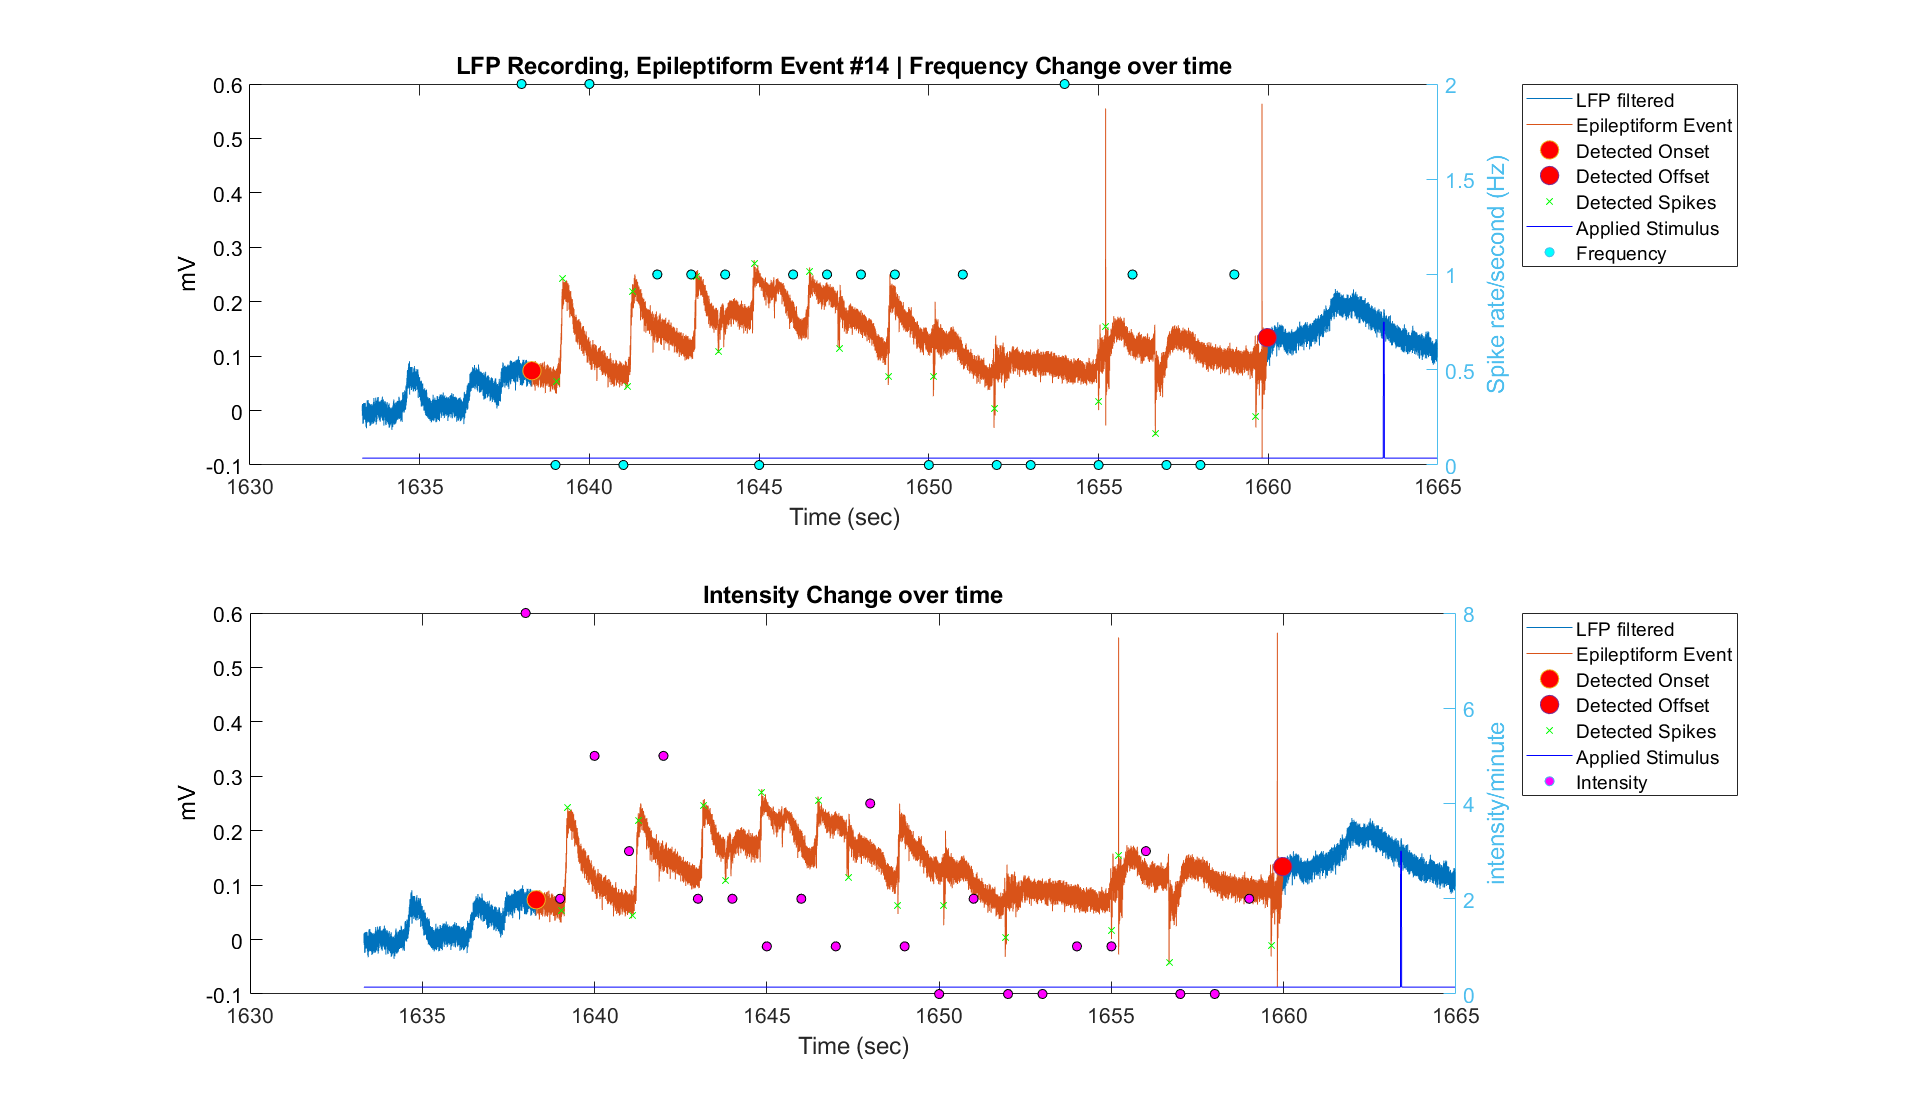 LFP Recording, Epileptiform Event #14 | Frequency Change over time
0.6
0.5
0.4
0.3
0.2
0.1
0
-0.1
mV
2
1.5
1
0.5
0
Spike rate/second (Hz)
1630 1635 1640 1645 1650 1655 1660 1665
Time (sec)
LFP filtered
Epileptiform Event
Detected Onset
Detected Offset
Detected Spikes
Applied Stimulus
Frequency
Intensity Change over time
0.6
0.5
0.4
0.3
0.2
0.1
0
-0.1
mV
8
6
4
2
0
intensity/minute
1630 1635 1640 1645 1650 1655 1660 1665
Time (sec)
LFP filtered
Epileptiform Event
Detected Onset
Detected Offset
Detected Spikes
Applied Stimulus
Intensity